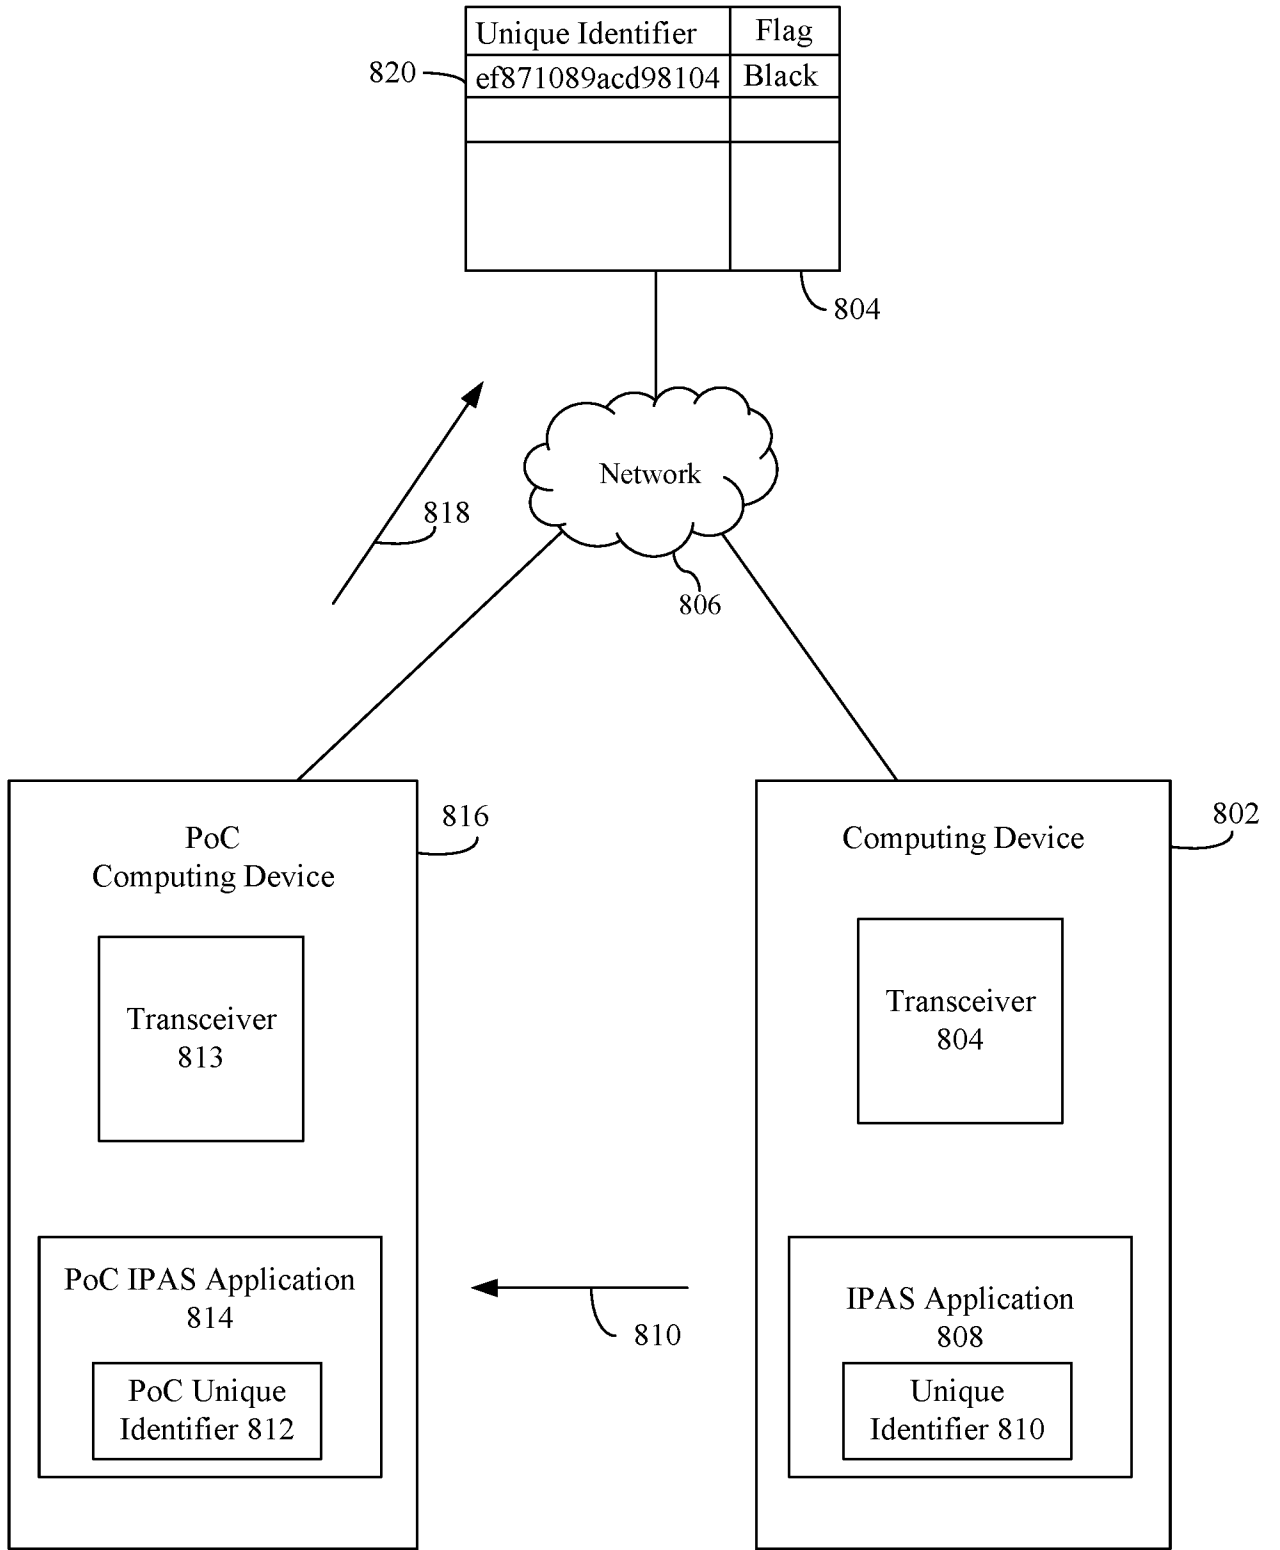 Unique Identifier Flag
820 ef871089acd98104 Black
804
Network
818
806
PoC
Computing Device
816
Transceiver
813
PoC IPAS Application
814
PoC Unique
Identifier 812
810
Computing Device
802
Transceiver
804
IPAS Application
808
Unique
Identifier 810